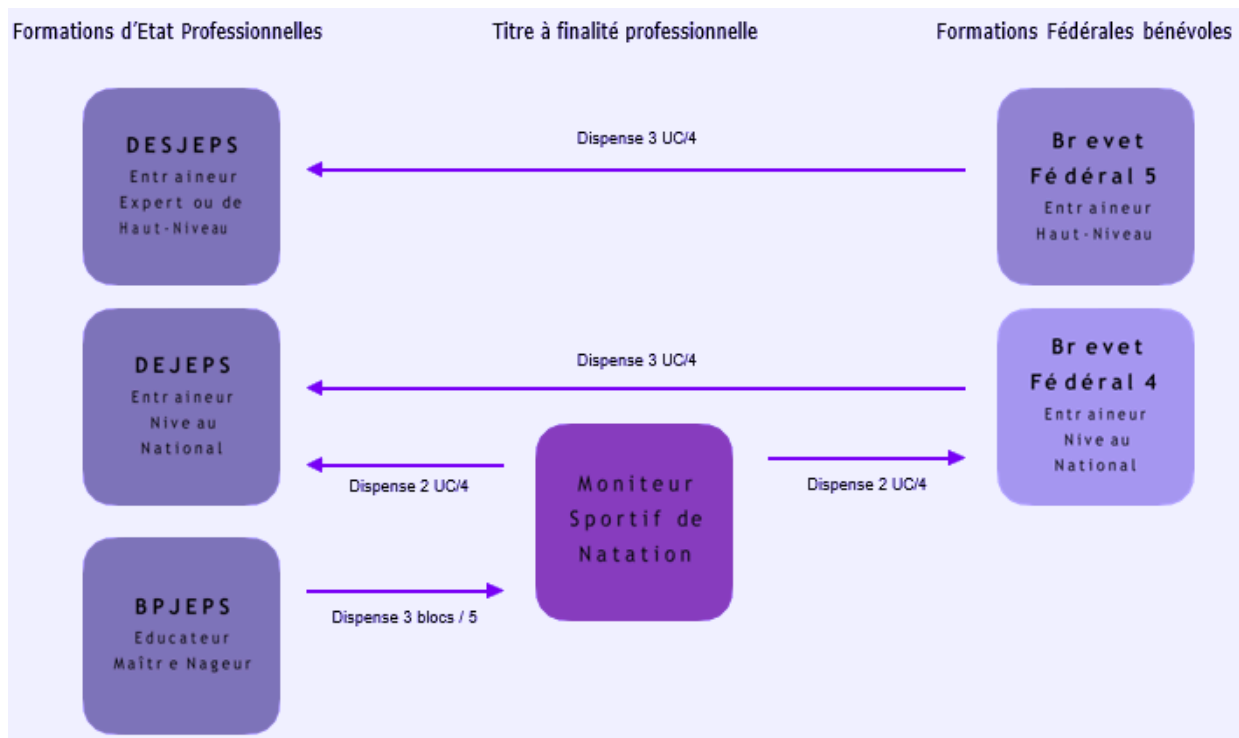 Formations d'Etat Professionnelles
Titre à finalité professionnelle
Formations Fédérales bénévoles
DESJEPS
Entraineur
Expert ou de
Haut-Niveau
Dispense 3 UC/4
Brevet
Fédéral 5
Entraineur
Haut-Niveau
DEJEPS
Entraineur
Niveau
National
Dispense 3 UC/4
Brevet
Fédéral 4
Entraineur
Niveau
National
Dispense 2 UC/4
Moniteur
Sportif de
Natation
Dispense 2 UC/4
BPJEPS
Educateur
Maître Nageur
Dispense 3 blocs / 5